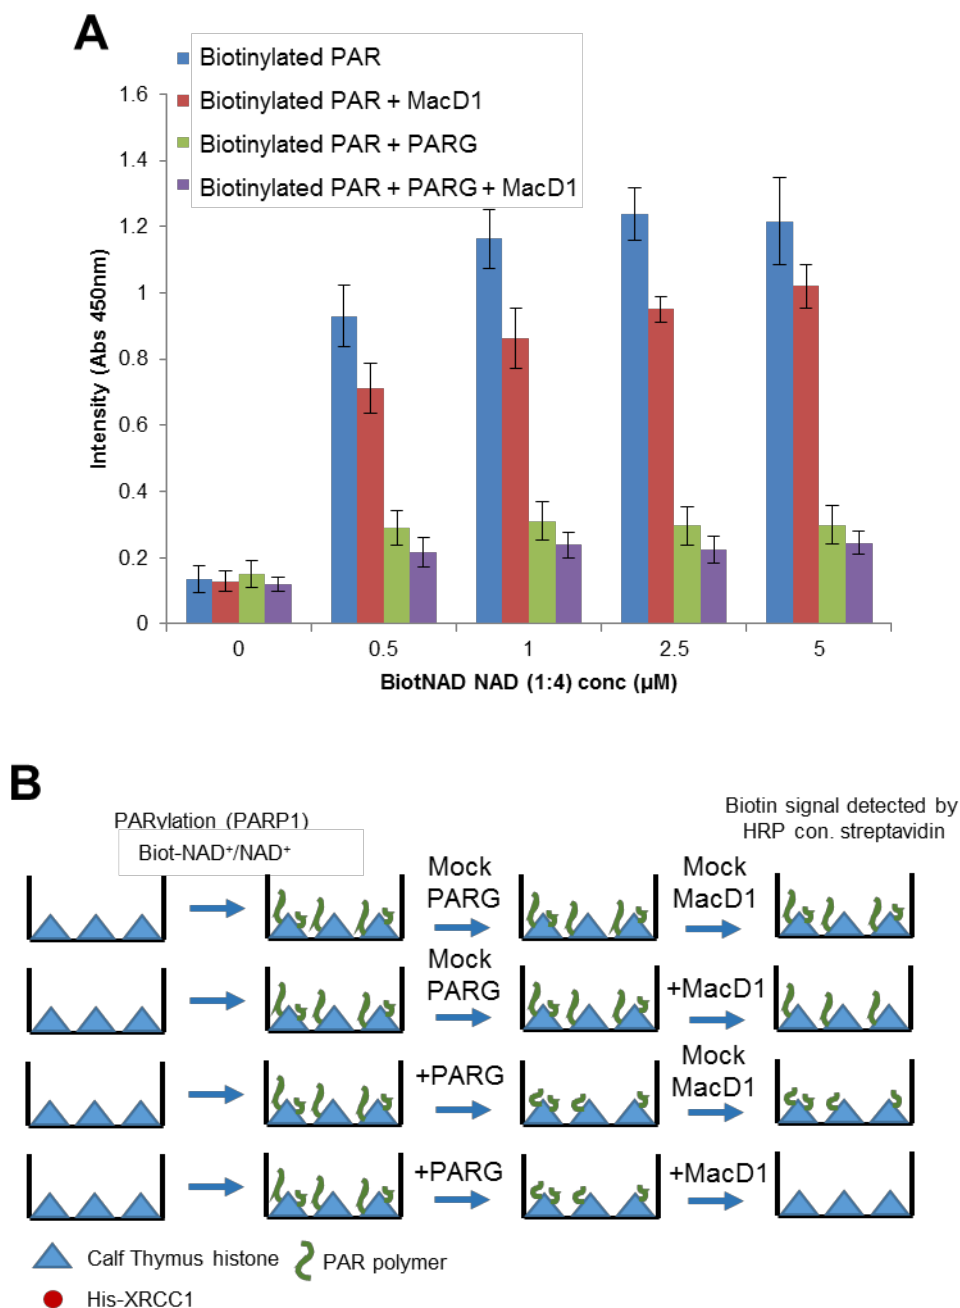 A
Biotinylated PAR
Biotinylated PAR + MacD1
Biotinylated PAR + PARG
Biotinylated PAR + PARG + MacD1
1.6
1.4
1.2
1
0.8
0.6
0.4
0.2
0
Intensity (Abs 450nm)
0 0.5 1 2.5 5
BiotNAD NAD (1:4) conc (µM)
B
PARylation (PARP1)
Biot-NAD⁺/NAD⁺
Biotin signal detected by
HRP con. streptavidin
Mock
PARG
Mock
MacD1
Mock
PARG
+MacD1
+PARG
Mock
MacD1
+PARG
+MacD1
Calf Thymus histone
PAR polymer
His-XRCC1